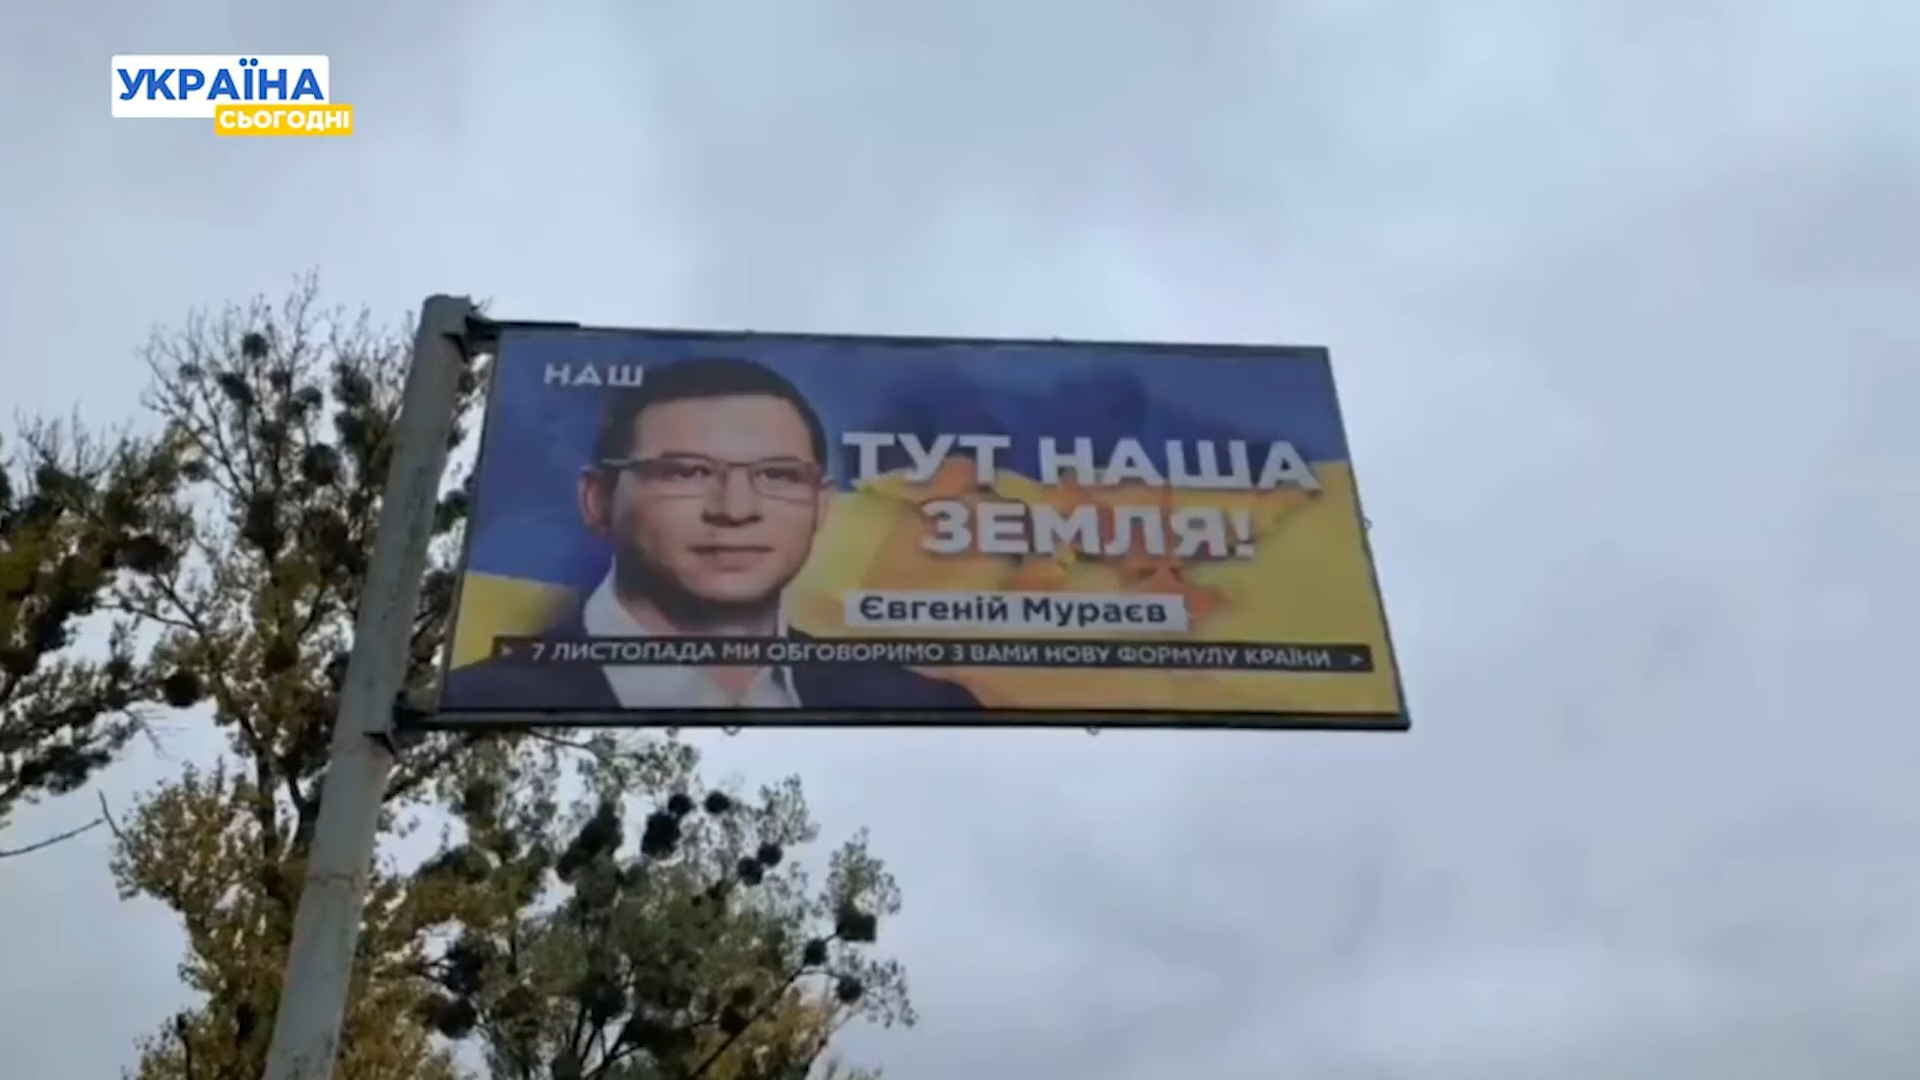 УКРАЇНА
СЬОГОДНІ
НАШ
ТУТ НАША
ЗЕМЛЯ!
Євгеній Мураєв
7 ЛИСТОПАДА МИ ОБГОВОРИМО З ВАМИ НОВУ ФОРМУЛУ КРАЇНИ